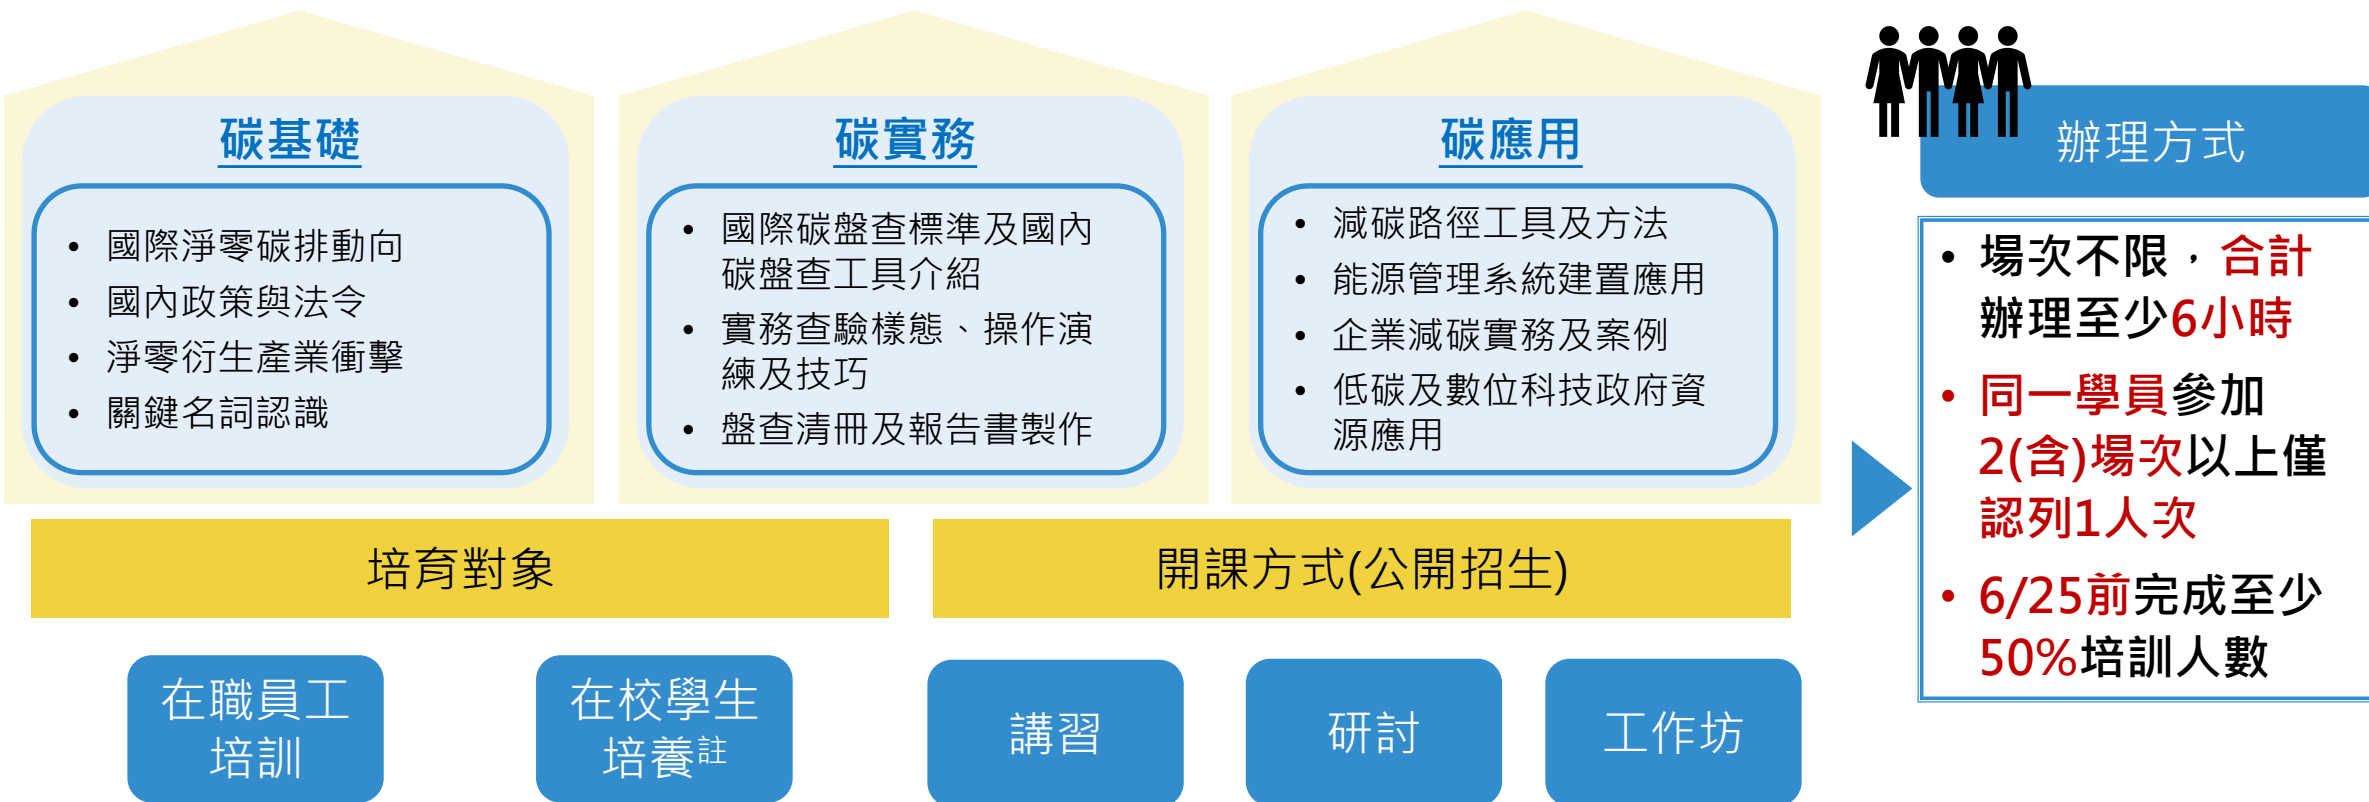 碳基礎
• 國際淨零碳排動向
• 國內政策與法令
• 淨零衍生產業衝擊
• 關鍵名詞認識
碳實務
• 國際碳盤查標準及國內
碳盤查工具介紹
• 實務查驗樣態、操作演
練及技巧
• 盤查清冊及報告書製作
碳應用
• 減碳路徑工具及方法
• 能源管理系統建置應用
• 企業減碳實務及案例
• 低碳及數位科技政府資
源應用
培育對象
在職員工
培訓
在校學生
培養註
開課方式(公開招生)
講習
研討
工作坊
辦理方式
• 場次不限，合計
辦理至少6小時
• 同一學員參加
2(含)場次以上僅
認列1人次
• 6/25前完成至少
50%培訓人數